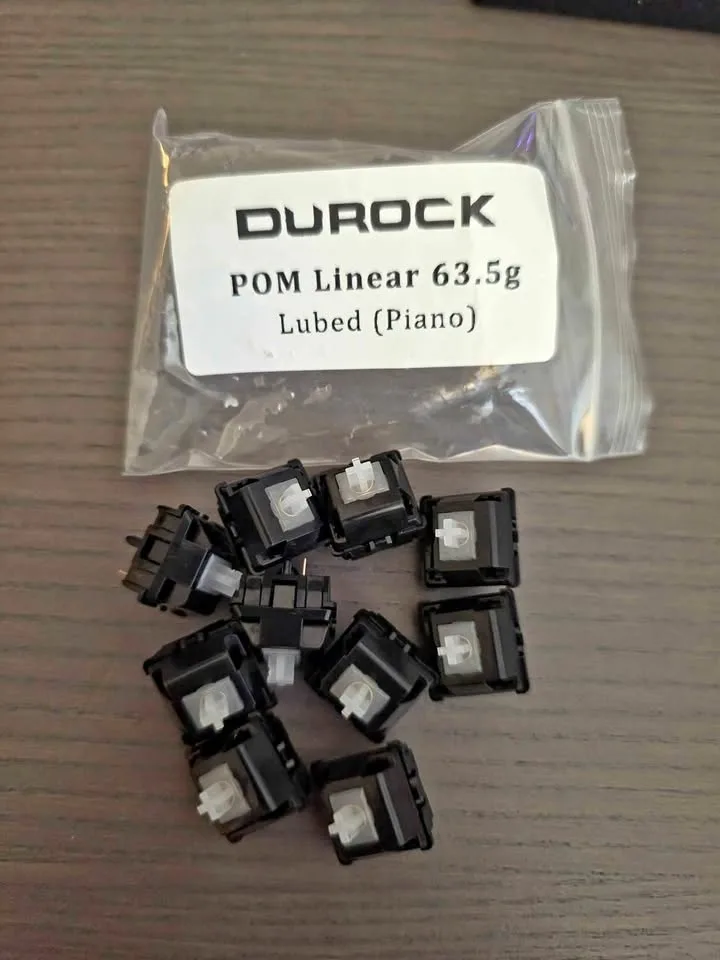 DUROCK
POM Linear 63.5g
Lubed (Piano)